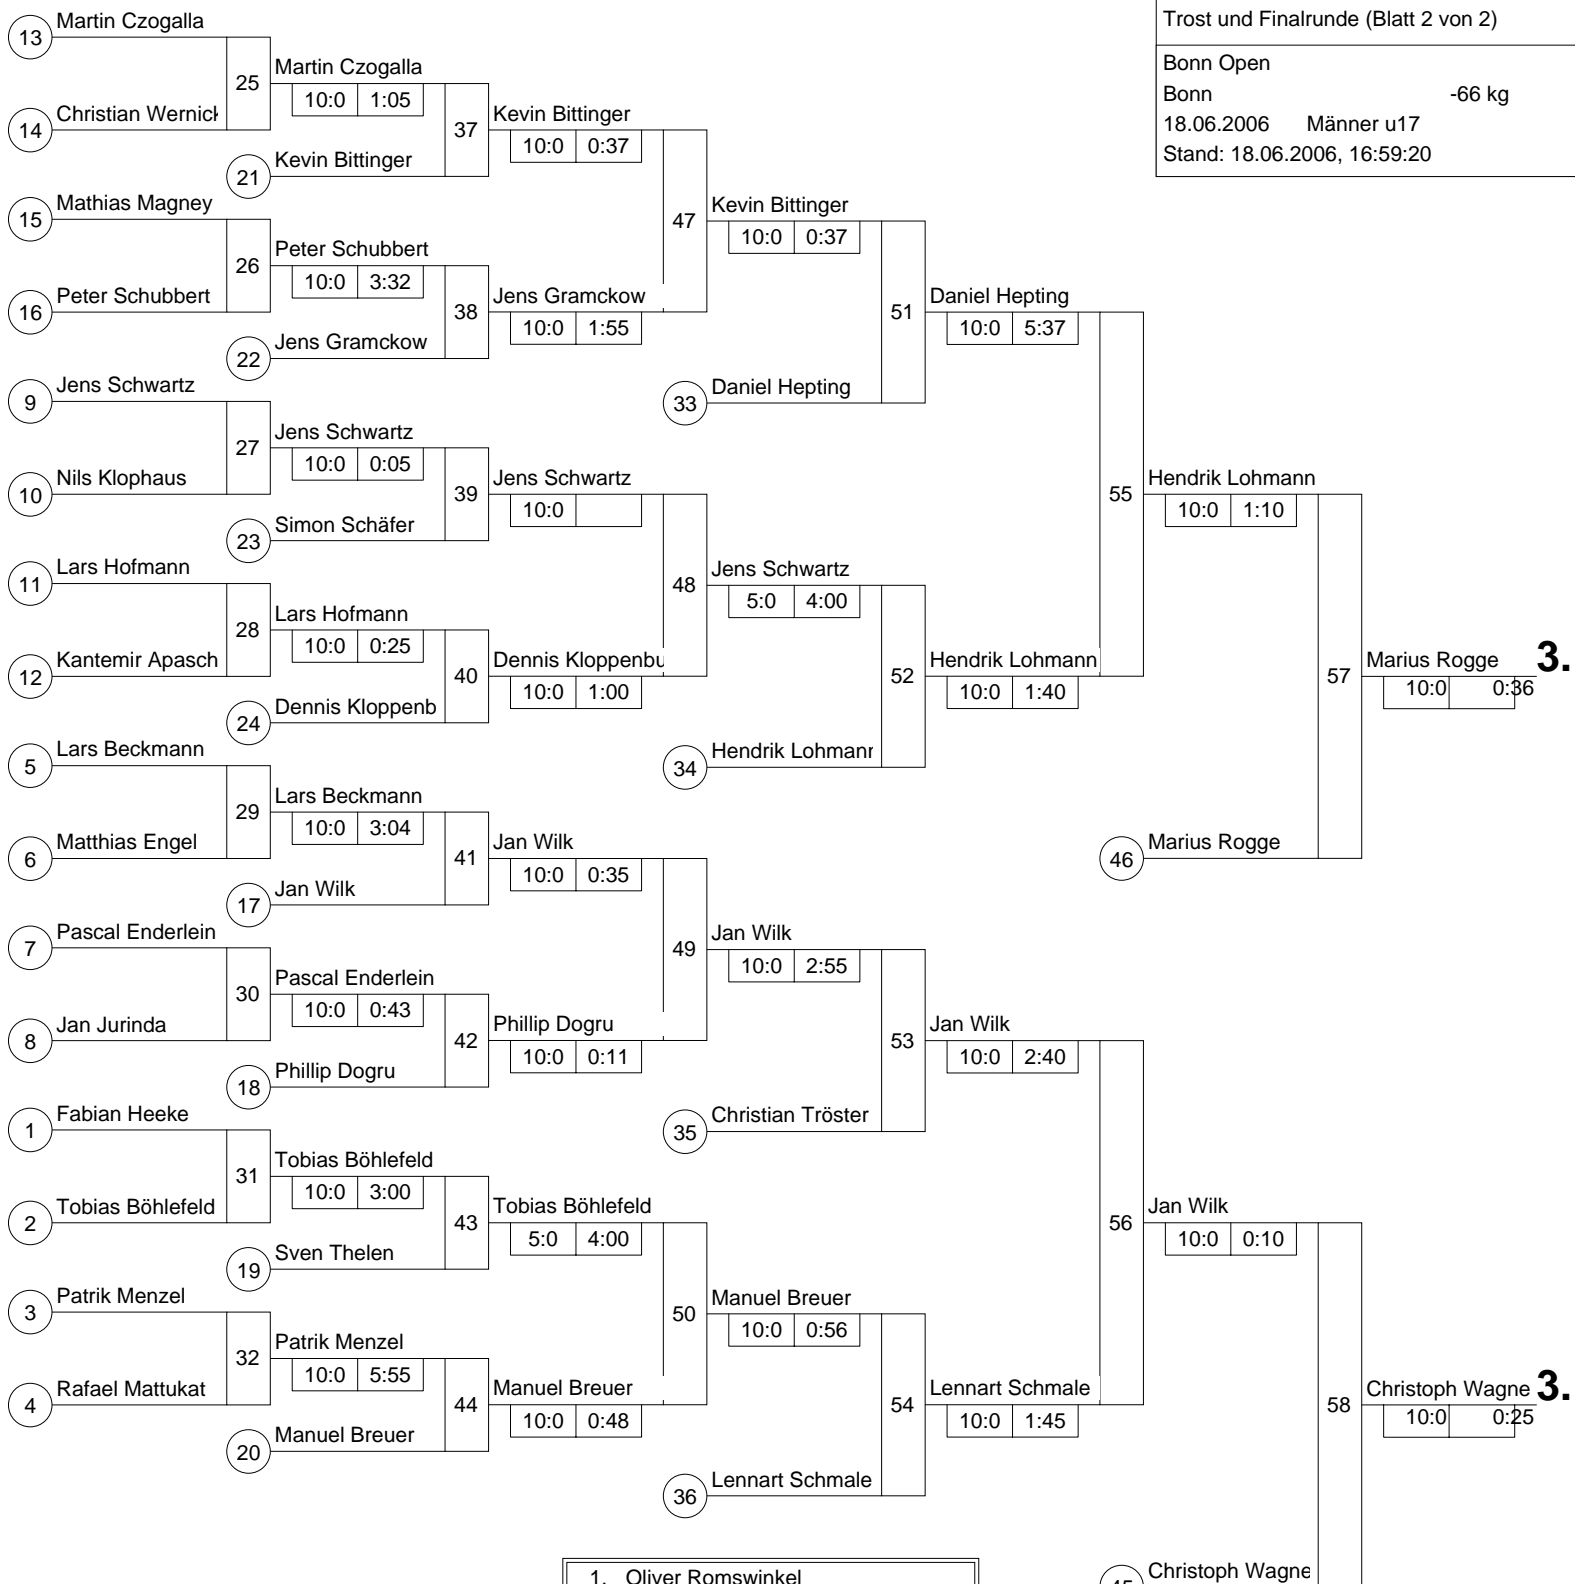 Trost und Finalrunde (Blatt 2 von 2)
Bonn Open
Bonn -66 kg
18.06.2006 Männer u17
Stand: 18.06.2006, 16:59:20
13 Martin Czogalla
25
14 Christian Wernick
Martin Czogalla
10:0 1:05
37
21 Kevin Bittinger
Kevin Bittinger
10:0 0:37
15 Mathias Magney
26
16 Peter Schubbert
Peter Schubbert
10:0 3:32
38
22 Jens Gramckow
Jens Gramckow
10:0 1:55
47
Kevin Bittinger
10:0 0:37
51
33 Daniel Hepting
Daniel Hepting
10:0 5:37
9 Jens Schwartz
27
10 Nils Klophaus
Jens Schwartz
10:0 0:05
39
23 Simon Schäfer
Jens Schwartz
10:0
11 Lars Hofmann
28
12 Kantemir Apasch
Lars Hofmann
10:0 0:25
40
24 Dennis Kloppenb
Dennis Kloppenbu
10:0 1:00
48
Jens Schwartz
5:0 4:00
52
34 Hendrik Lohmann
Hendrik Lohmann
10:0 1:40
55
Hendrik Lohmann
10:0 1:10
57
46 Marius Rogge
Marius Rogge 3.
10:0 0:36
5 Lars Beckmann
29
6 Matthias Engel
Lars Beckmann
10:0 3:04
41
17 Jan Wilk
Jan Wilk
10:0 0:35
7 Pascal Enderlein
30
8 Jan Jurinda
Pascal Enderlein
10:0 0:43
42
18 Phillip Dogru
Phillip Dogru
10:0 0:11
49
Jan Wilk
10:0 2:55
53
35 Christian Tröster
Jan Wilk
10:0 2:40
1 Fabian Heeke
31
2 Tobias Böhlefeld
Tobias Böhlefeld
10:0 3:00
43
19 Sven Thelen
Tobias Böhlefeld
5:0 4:00
3 Patrik Menzel
32
4 Rafael Mattukat
Patrik Menzel
10:0 5:55
44
20 Manuel Breuer
Manuel Breuer
10:0 0:48
50
Manuel Breuer
10:0 0:56
54
36 Lennart Schmale
Lennart Schmale
10:0 1:45
56
Jan Wilk
10:0 0:10
58
Christoph Wagne 3.
10:0 0:25
Christoph Wagne
1. Oliver Romswinkel